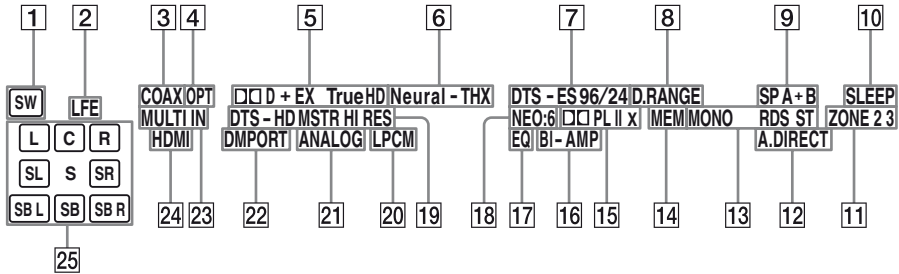 1 2 3 4 5 6 7 8 9 10
SW LFE COAX OPT D + EX TrueHD Neural - THX DTS - ES 96/24 D.RANGE SP A + B SLEEP
MULTI IN DTS - HD MSTR HI RES NEO:6 PL II x MEM MONO RDS ST ZONE 2 3
L C R HDMI DMPORT ANALOG LPCM EQ BI - AMP A.DIRECT
SL S SR
SB L SB SB R
24 23 22 21 20 19 18 17 16 15 14 13 12 11
25